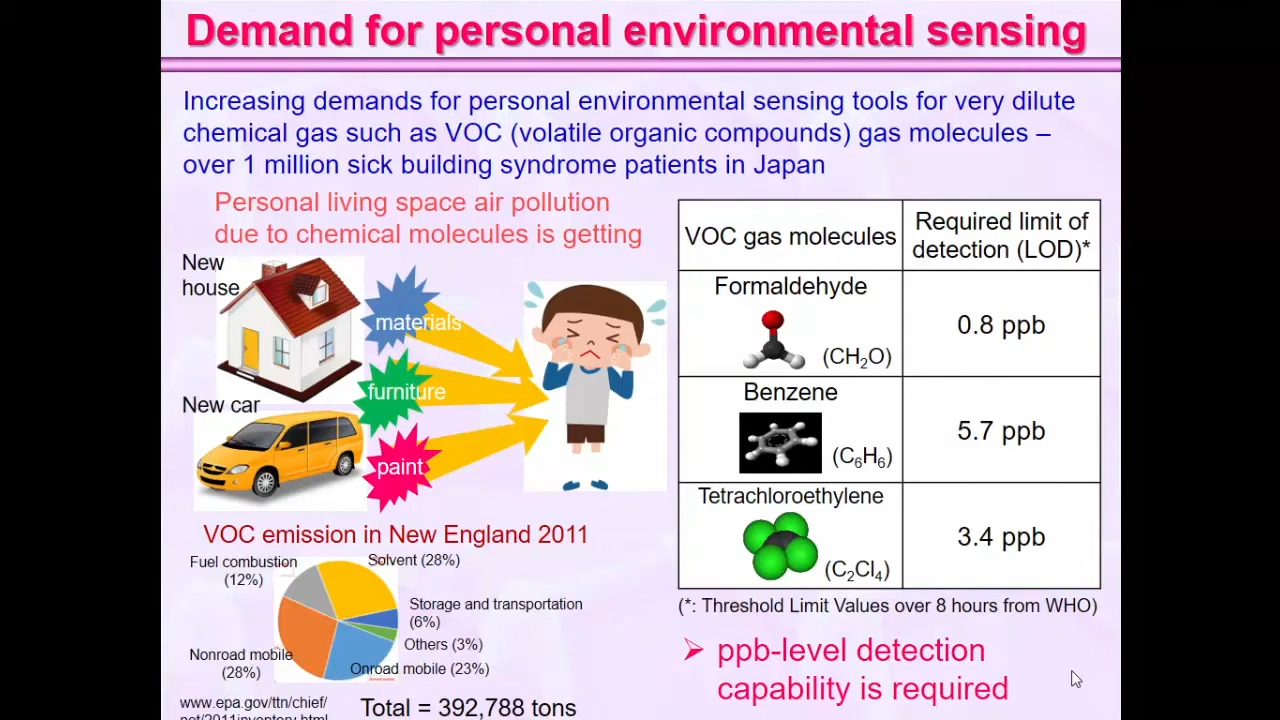 Demand for personal environmental sensing
Increasing demands for personal environmental sensing tools for very dilute
chemical gas such as VOC (volatile organic compounds) gas molecules –
over 1 million sick building syndrome patients in Japan
Personal living space air pollution
due to chemical molecules is getting
New
house
materials
furniture
New car
paint
VOC emission in New England 2011
Fuel combustion
(12%)
Solvent (28%)
Storage and transportation
(6%)
Others (3%)
Nonroad mobile
(28%)
Onroad mobile (23%)
www.epa.gov/ttn/chief/
net/2011inventory.html
Total = 392,788 tons
VOC gas molecules
Required limit of
detection (LOD)*
Formaldehyde
(CH₂O)
0.8 ppb
Benzene
(C₆H₆)
5.7 ppb
Tetrachloroethylene
(C₂Cl₄)
3.4 ppb
(*: Threshold Limit Values over 8 hours from WHO)
➢ ppb-level detection
capability is required